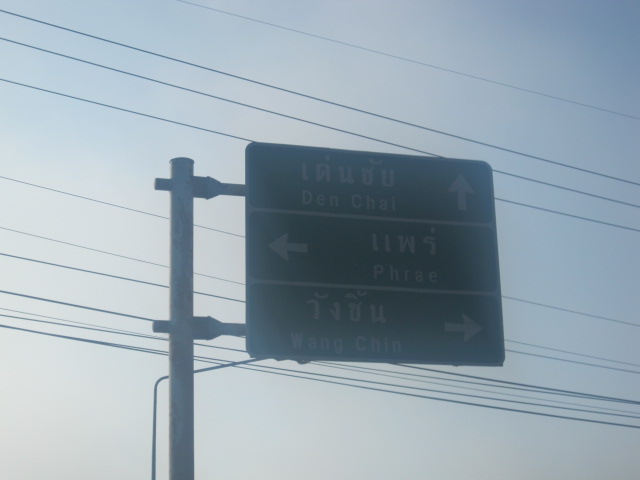 เด่นชัย
Den Chai
แพร่
Phrae
วังชิ้น
Wang Chin